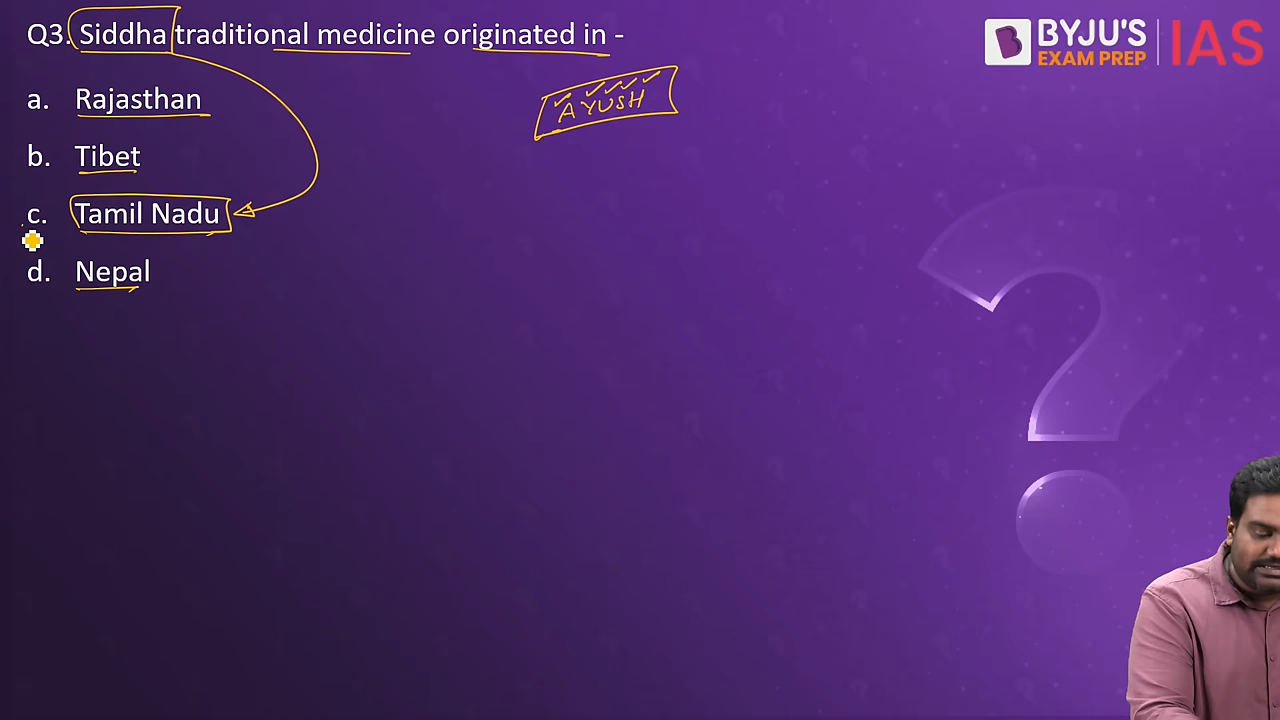 Q3. Siddha traditional medicine originated in -
a. Rajasthan
b. Tibet
c. Tamil Nadu
d. Nepal
AYUSH
BYJU'S
EXAM PREP
IAS